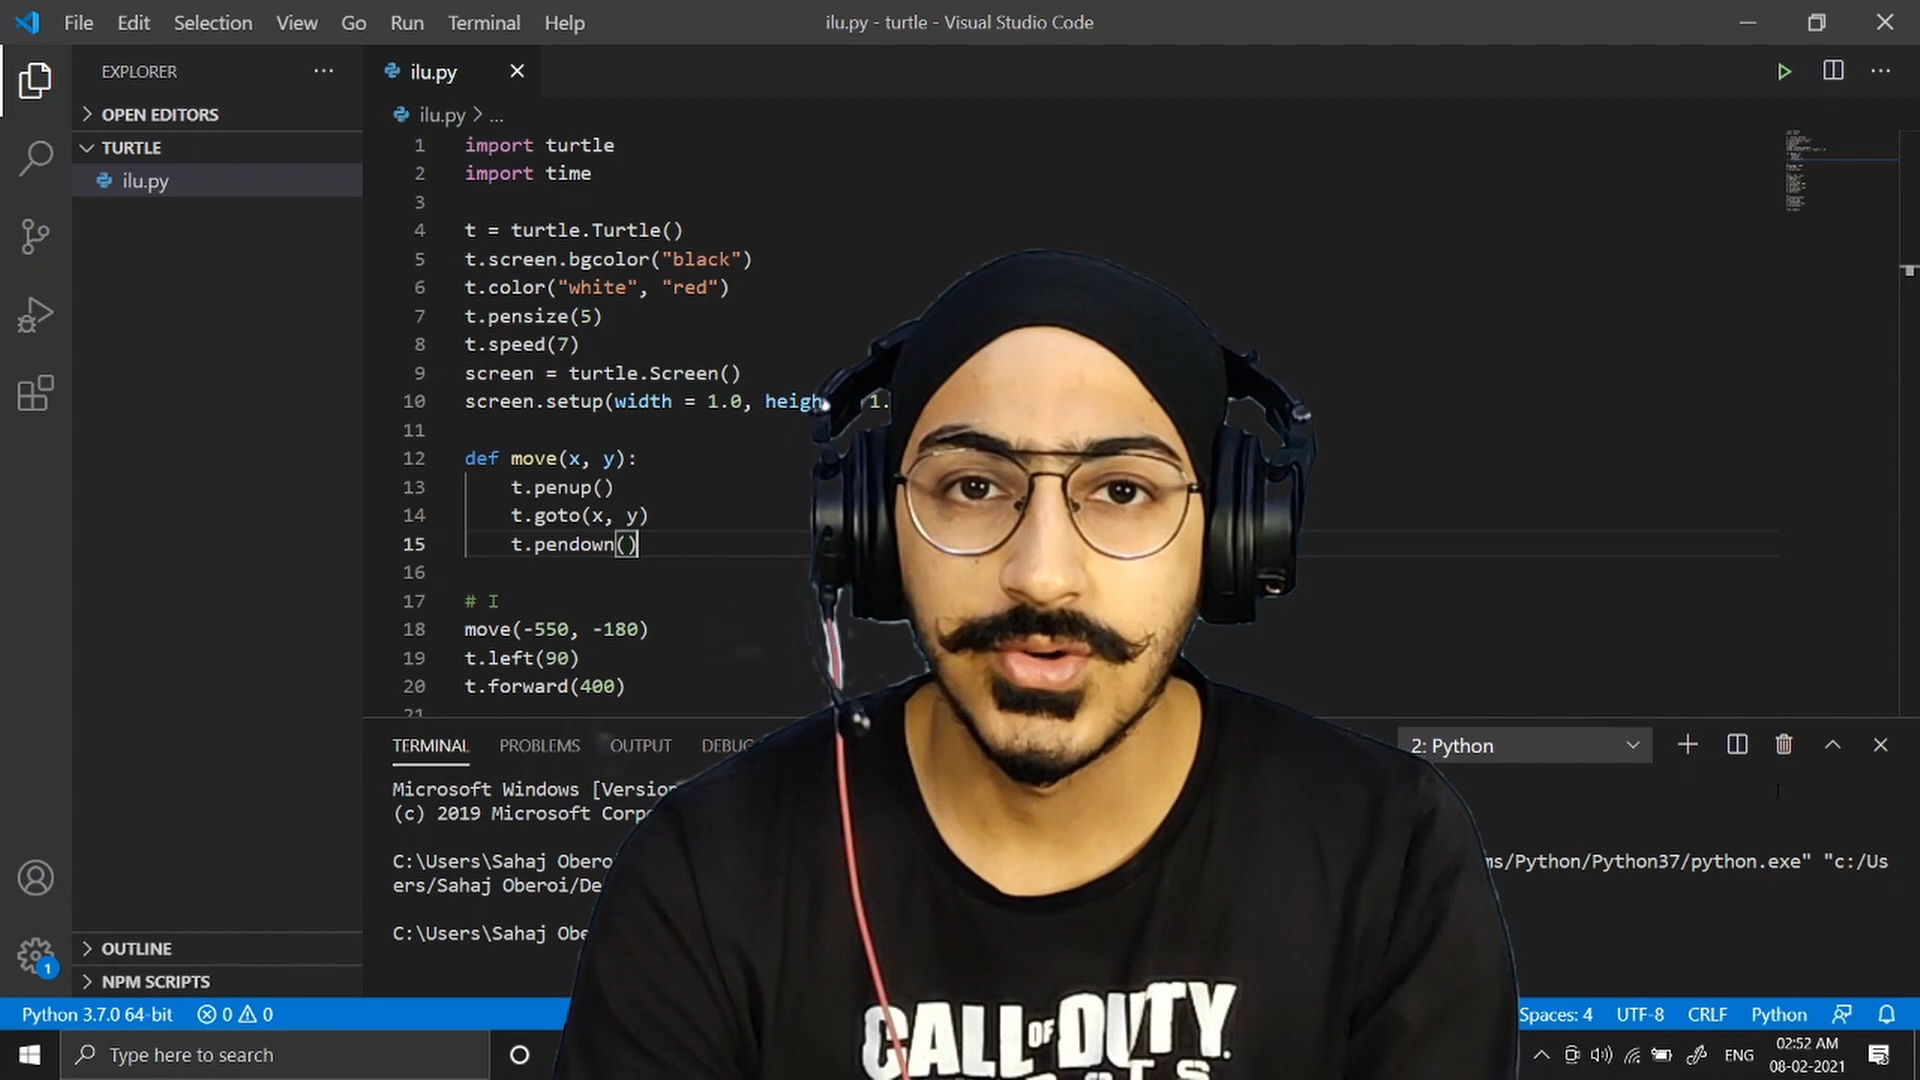 File Edit Selection View Go Run Terminal Help
ilu.py - turtle - Visual Studio Code
EXPLORER
ilu.py
OPEN EDITORS
ilu.py > ...
TURTLE
ilu.py
1 import turtle
2 import time
3
4 t = turtle.Turtle()
5 t.screen.bgcolor("black")
6 t.color("white", "red")
7 t.pensize(5)
8 t.speed(7)
9 screen = turtle.Screen()
10 screen.setup(width = 1.0, heigh 1.
11
12 def move(x, y):
13 t.penup()
14 t.goto(x, y)
15 t.pendown()
16
17 # I
18 move(-550, -180)
19 t.left(90)
20 t.forward(400)
21
TERMINAL PROBLEMS OUTPUT DEBUG
2: Python
Microsoft Windows [Version
(c) 2019 Microsoft Corpo
C:\Users\Sahaj Obero ms/Python/Python37/python.exe" "c:/Us
ers/Sahaj Oberoi/De
C:\Users\Sahaj Obe
OUTLINE
NPM SCRIPTS
1
CALL OF DUTY
Python 3.7.0 64-bit 0 0
Spaces: 4 UTF-8 CRLF Python
Type here to search
ENG
02:52 AM
08-02-2021